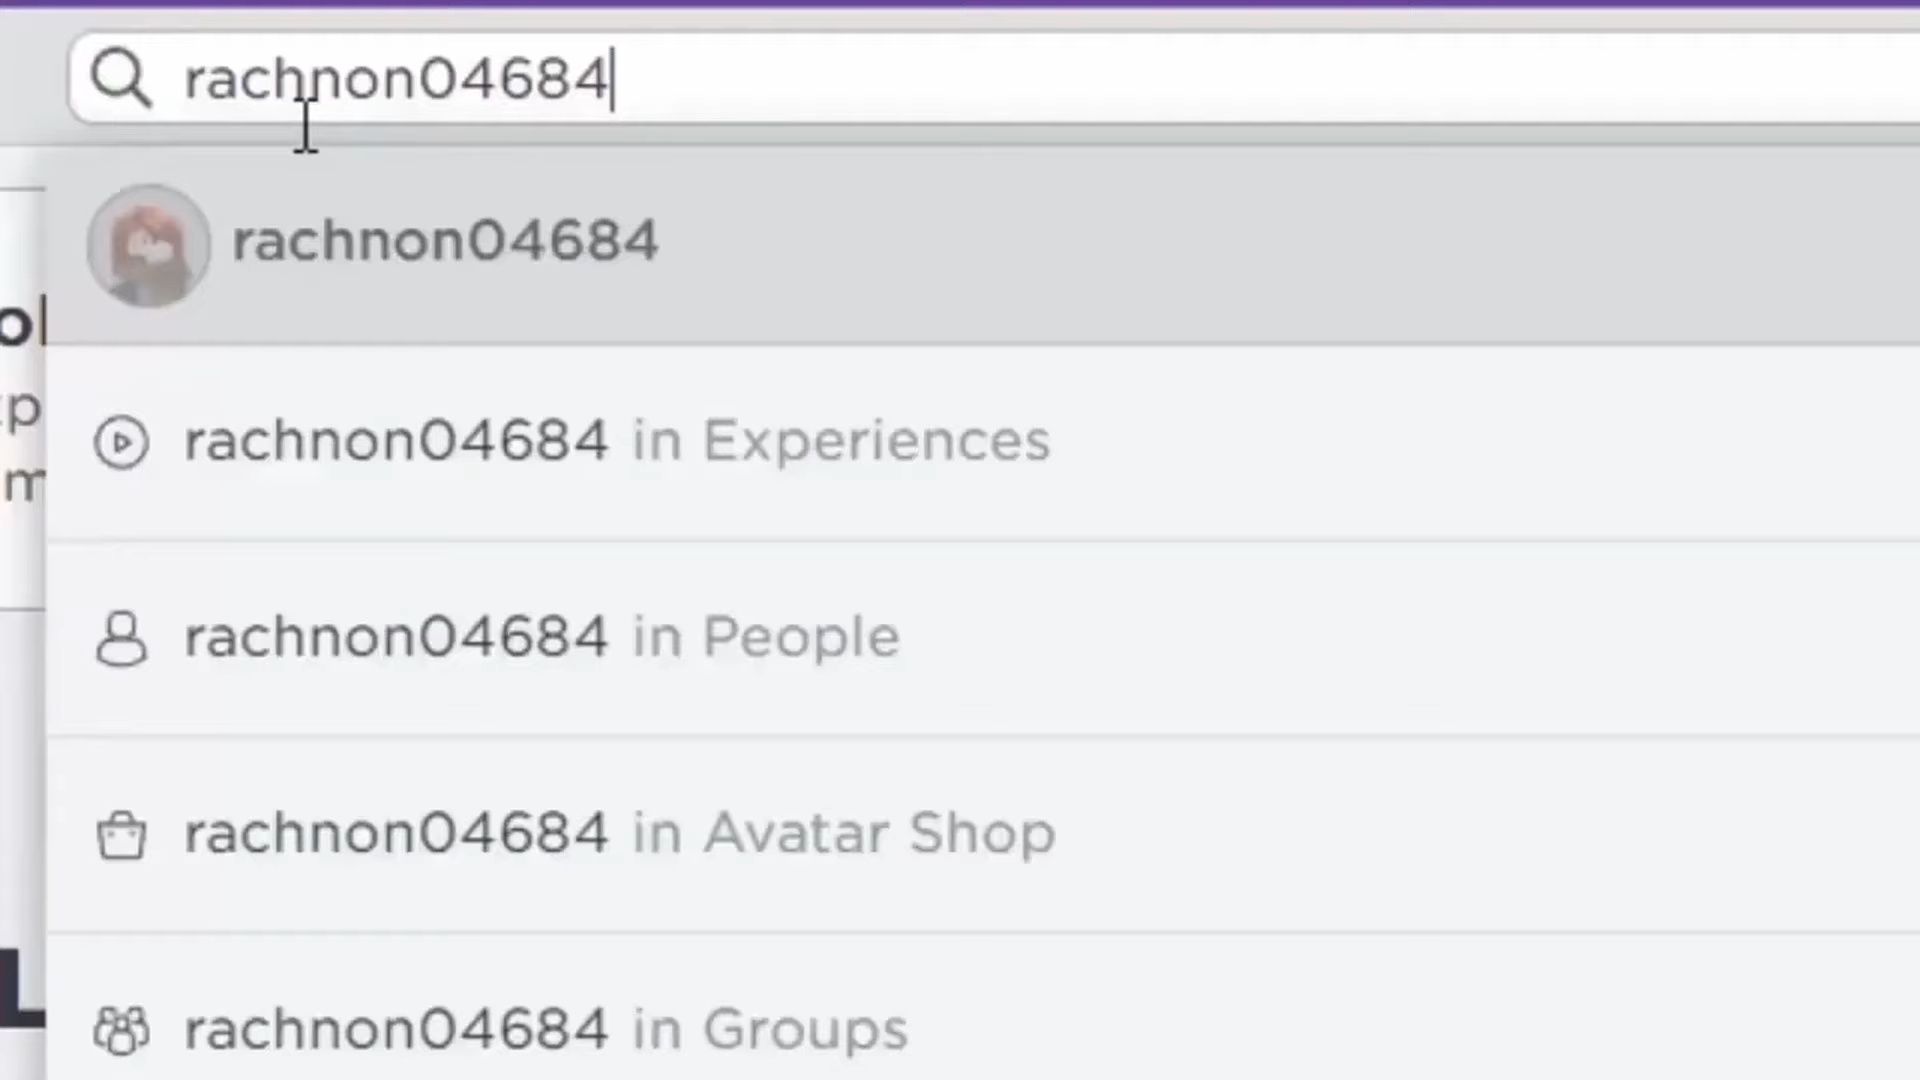 rachnon04684
rachnon04684
rachnon04684 in Experiences
rachnon04684 in People
rachnon04684 in Avatar Shop
rachnon04684 in Groups